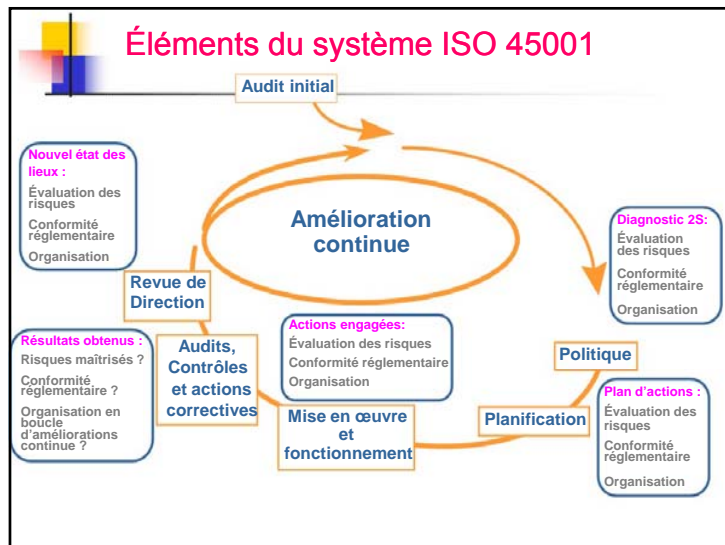 Éléments du système ISO 45001
Audit initial
Nouvel état des
lieux :
Évaluation des
risques
Conformité
réglementaire
Organisation
Amélioration
continue
Diagnostic 2S:
Évaluation
des risques
Conformité
réglementaire
Organisation
Revue de
Direction
Résultats obtenus :
Risques maîtrisés ?
Conformité
réglementaire ?
Organisation en
boucle
d'améliorations
continue ?
Audits,
Contrôles
et actions
correctives
Actions engagées:
Évaluation des risques
Conformité réglementaire
Organisation
Mise en œuvre
et
fonctionnement
Planification
Politique
Plan d'actions :
Évaluation des
risques
Conformité
réglementaire
Organisation